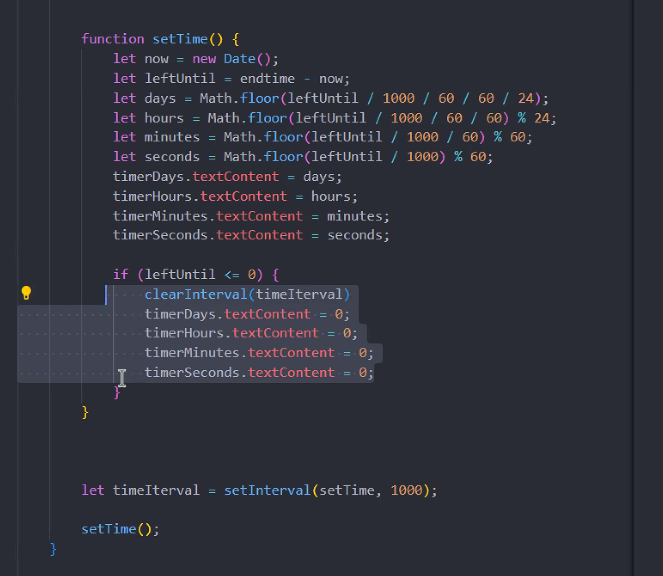 function setTime() {
let now = new Date();
let leftUntil = endtime - now;
let days = Math.floor(leftUntil / 1000 / 60 / 60 / 24);
let hours = Math.floor(leftUntil / 1000 / 60 / 60) % 24;
let minutes = Math.floor(leftUntil / 1000 / 60) % 60;
let seconds = Math.floor(leftUntil / 1000) % 60;
timerDays.textContent = days;
timerHours.textContent = hours;
timerMinutes.textContent = minutes;
timerSeconds.textContent = seconds;
if (leftUntil <= 0) {
clearInterval(timeIterval)
timerDays.textContent = 0;
timerHours.textContent = 0;
timerMinutes.textContent = 0;
timerSeconds.textContent = 0;
}
}
let timeIterval = setInterval(setTime, 1000);
setTime();
}